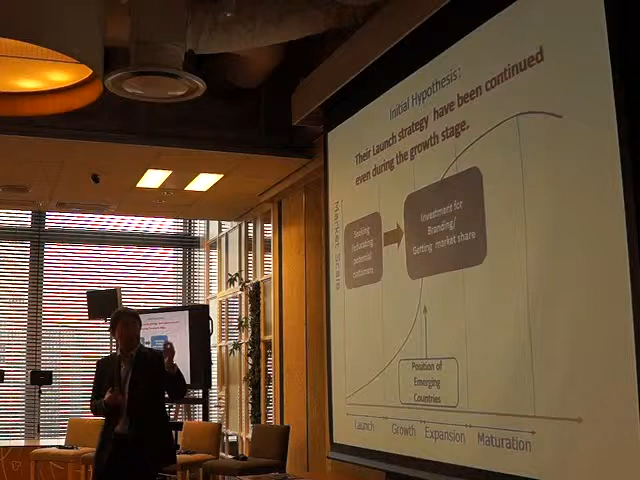 Initial Hypothesis:
Their Launch strategy have been continued
even during the growth stage.
Market Scale
Seeking
/Educating
potential
customers
Investment for
Branding/
Getting market share
Position of
Emerging
Countries
Launch
Growth
Expansion
Maturation